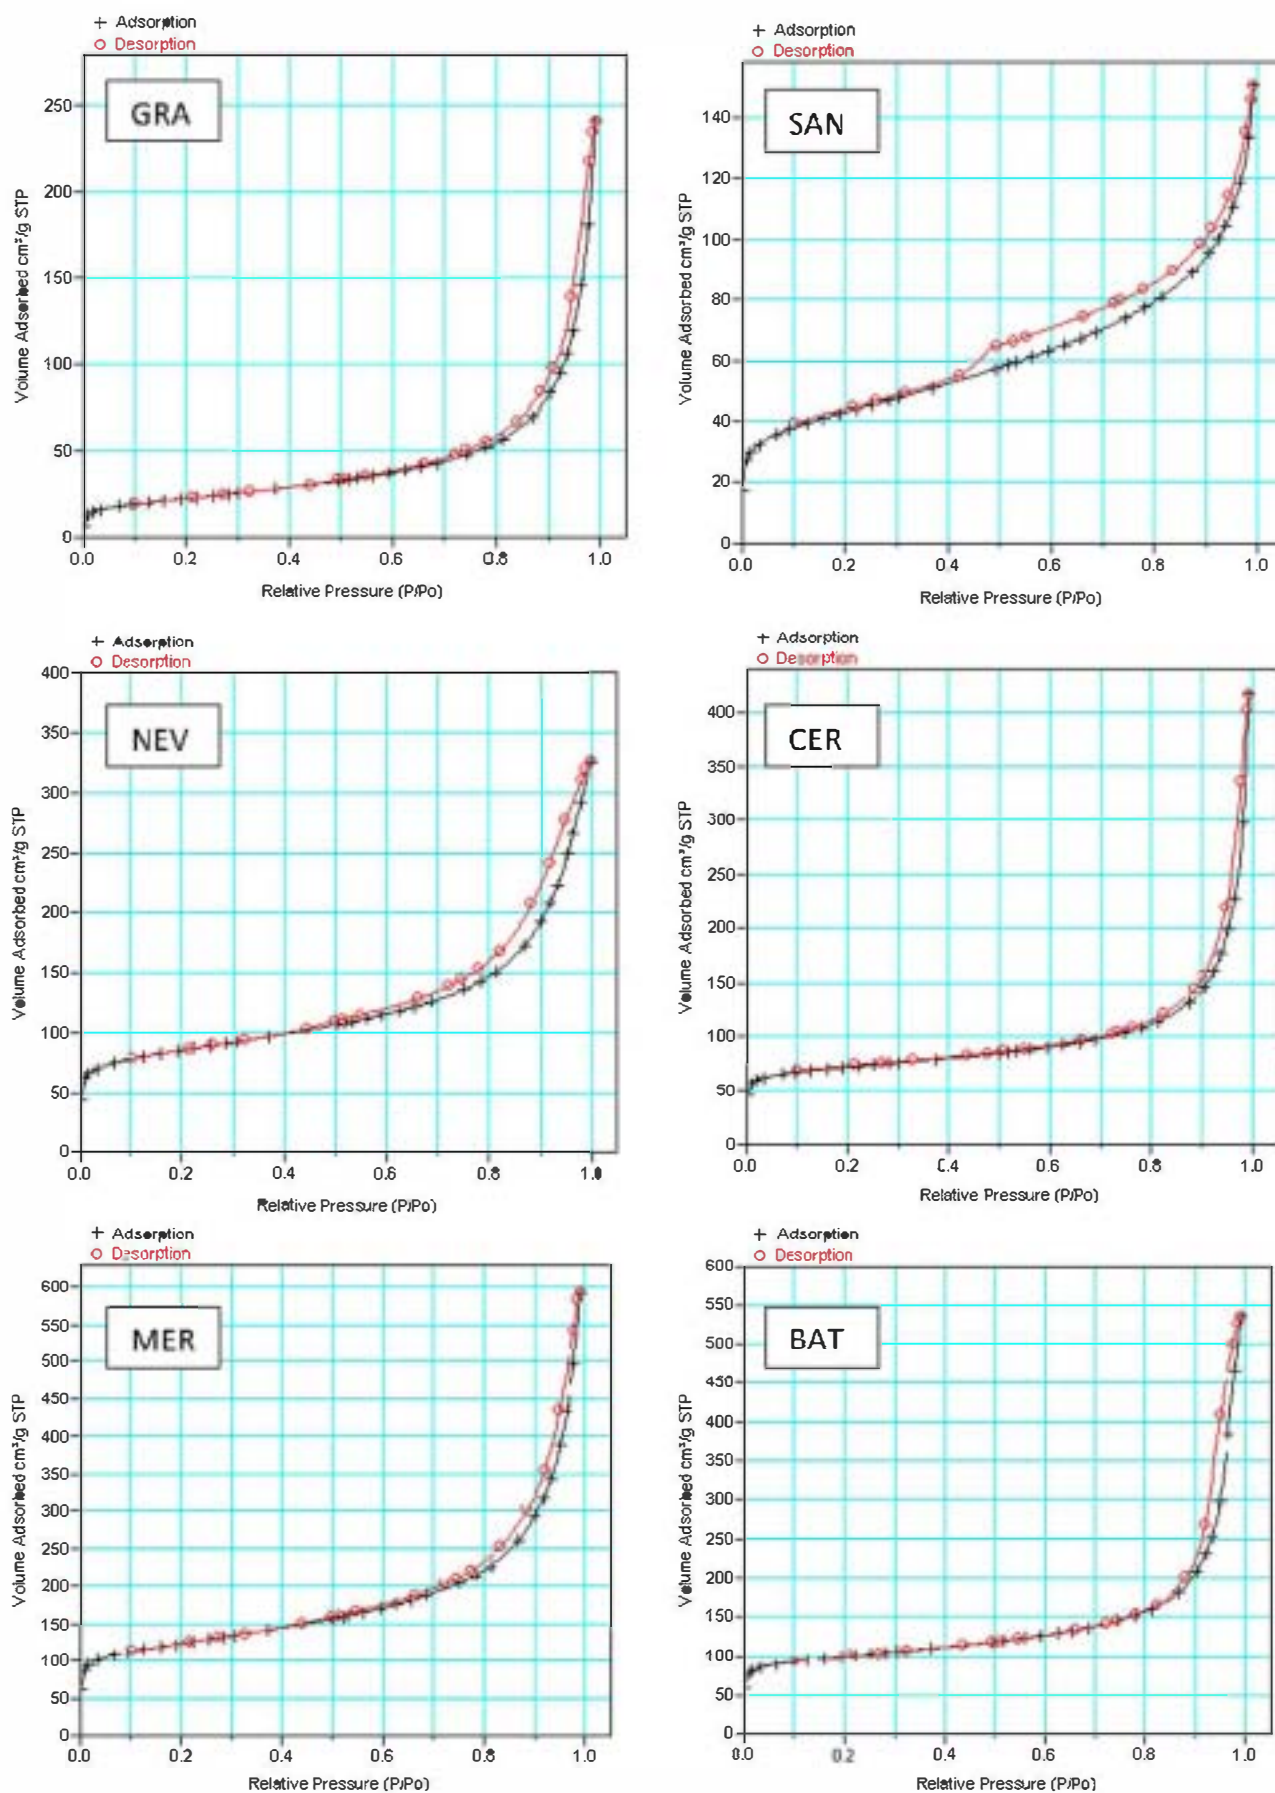 + Adsorption
○ Desorption
GRA
Volume Adsorbed cm³/g STP
250
200
150
100
50
0
0.0 0.2 0.4 0.6 0.8 1.0
Relative Pressure (P/Po)
+ Adsorption
○ Desorption
SAN
Volume Adsorbed cm³/g STP
140
120
100
80
60
40
20
0
0.0 0.2 0.4 0.6 0.8 1.0
Relative Pressure (P/Po)
+ Adsorption
○ Desorption
NEV
Volume Adsorbed cm³/g STP
400
350
300
250
200
150
100
50
0
0.0 0.2 0.4 0.6 0.8 1.0
Relative Pressure (P/Po)
+ Adsorption
○ Desorption
CER
Volume Adsorbed cm³/g STP
400
350
300
250
200
150
100
50
0
0.0 0.2 0.4 0.6 0.8 1.0
Relative Pressure (P/Po)
+ Adsorption
○ Desorption
MER
Volume Adsorbed cm³/g STP
600
550
500
450
400
350
300
250
200
150
100
50
0
0.0 0.2 0.4 0.6 0.8 1.0
Relative Pressure (P/Po)
+ Adsorption
○ Desorption
BAT
Volume Adsorbed cm³/g STP
600
550
500
450
400
350
300
250
200
150
100
50
0
0.0 0.2 0.4 0.6 0.8 1.0
Relative Pressure (P/Po)